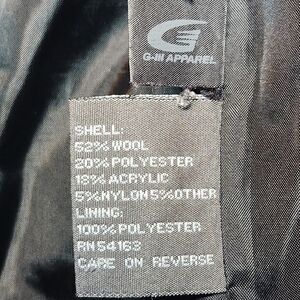 G-III APPAREL
SHELL:
52% WOOL
20% POLYESTER
18% ACRYLIC
5% NYLON 5% OTHER
LINING:
100% POLYESTER
RN 54163
CARE ON REVERSE